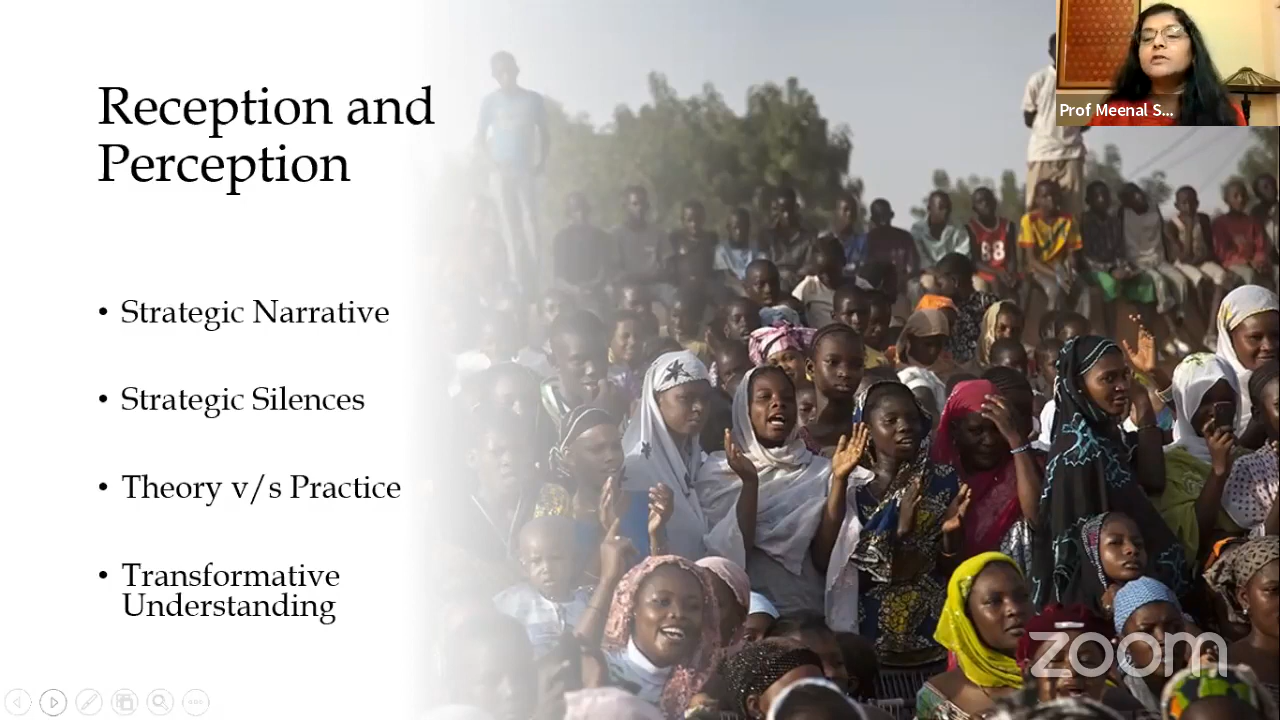 Reception and
Perception
• Strategic Narrative
• Strategic Silences
• Theory v/s Practice
• Transformative
Understanding
Prof Meenal S...
88
zoom